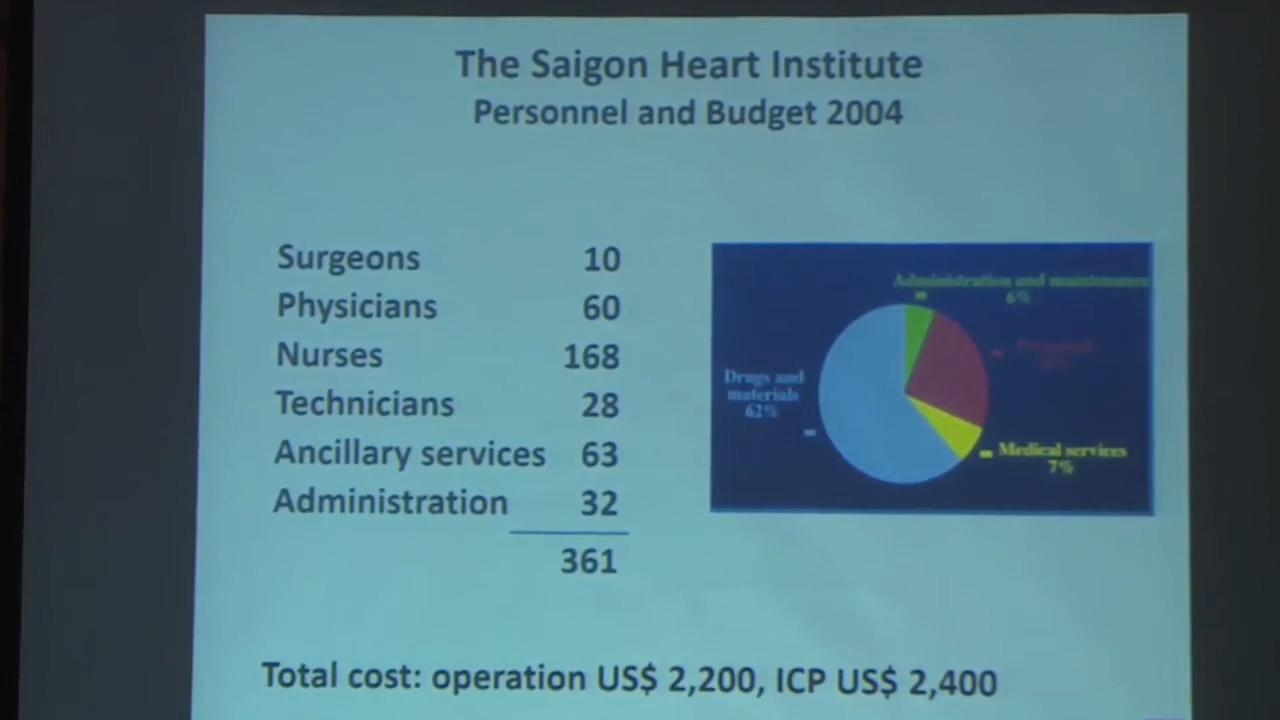 The Saigon Heart Institute
Personnel and Budget 2004
Surgeons 10
Physicians 60
Nurses 168
Technicians 28
Ancillary services 63
Administration 32
361
Administration and maintenance
6%
Drugs and
materials
62%
Personnel
Medical services
7%
Total cost: operation US$ 2,200, ICP US$ 2,400